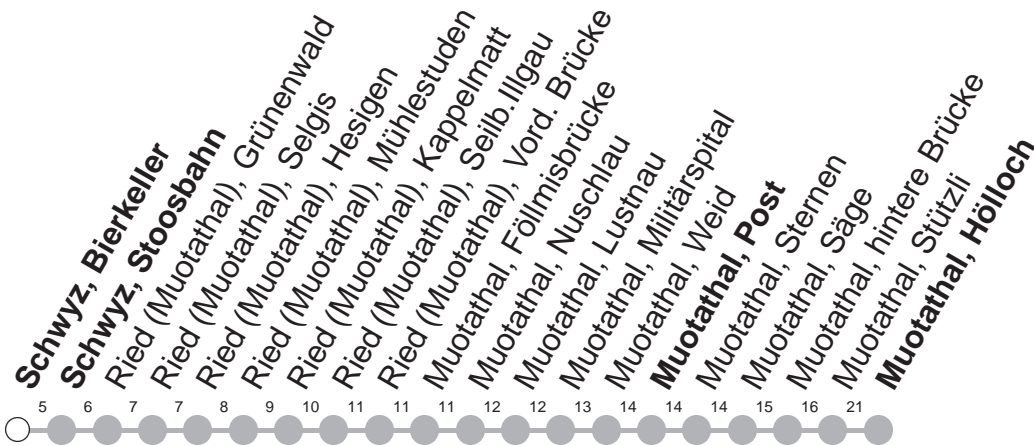 Schwyz, Bierkeller
Schwyz, Stoosbahn
Ried (Muotathal), Grünenwald
Ried (Muotathal), Selgis
Ried (Muotathal), Hesigen
Ried (Muotathal), Mühlestuden
Ried (Muotathal), Kappelmatt
Ried (Muotathal), Seilb. Illgau
Ried (Muotathal), Vord. Brücke
Muotathal, Föllmisbrücke
Muotathal, Nuschlau
Muotathal, Lustnau
Muotathal, Militärspital
Muotathal, Weid
Muotathal, Post
Muotathal, Sternen
Muotathal, Säge
Muotathal, hintere Brücke
Muotathal, Stützli
Muotathal, Hölloch
5 6 7 7 8 9 10 11 11 11 12 12 13 14 14 14 15 16 21